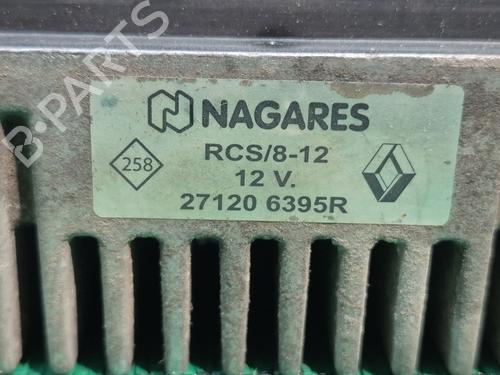 B-PARTS
NAGARES
RCS/8-12
258
12 V.
27120 6395R